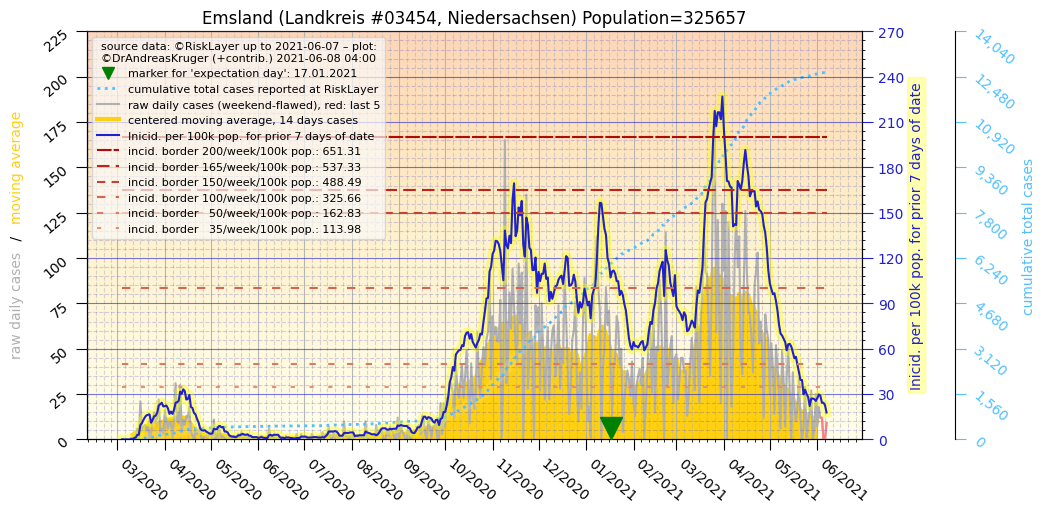 Emsland (Landkreis #03454, Niedersachsen) Population=325657
source data: ©RiskLayer up to 2021-06-07 – plot:
©DrAndreasKruger (+contrib.) 2021-06-08 04:00
marker for 'expectation day': 17.01.2021
cumulative total cases reported at RiskLayer
raw daily cases (weekend-flawed), red: last 5
centered moving average, 14 days cases
Inicid. per 100k pop. for prior 7 days of date
incid. border 200/week/100k pop.: 651.31
incid. border 165/week/100k pop.: 537.33
incid. border 150/week/100k pop.: 488.49
incid. border 100/week/100k pop.: 325.66
incid. border 50/week/100k pop.: 162.83
incid. border 35/week/100k pop.: 113.98
raw daily cases / moving average
225
200
175
150
125
100
75
50
25
0
03/2020
04/2020
05/2020
06/2020
07/2020
08/2020
09/2020
10/2020
11/2020
12/2020
01/2021
02/2021
03/2021
04/2021
05/2021
06/2021
270
240
210
180
150
120
90
60
30
0
Inicid. per 100k pop. for prior 7 days of date
14,040
12,480
10,920
9,360
7,800
6,240
4,680
3,120
1,560
0
cumulative total cases